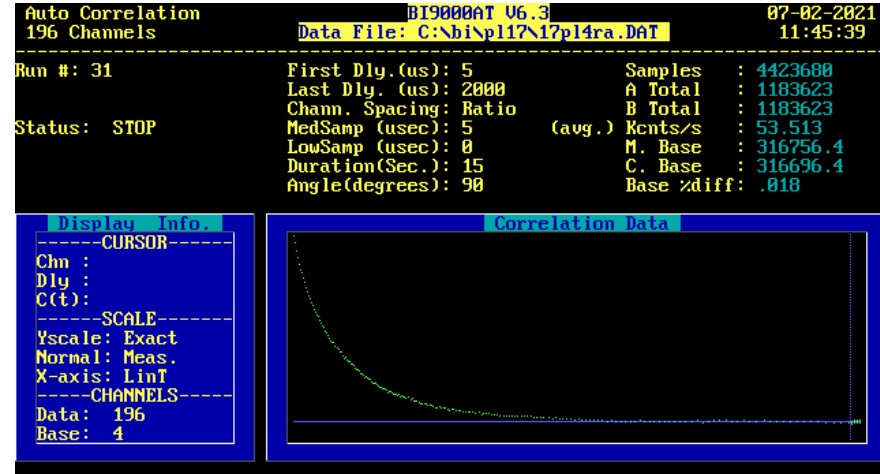 Auto Correlation BI9000AT V6.3 07-02-2021
196 Channels Data File: C:\bi\pl17\17pl4ra.DAT 11:45:39
Run #: 31 First Dly.(us): 5 Samples : 4423680
Last Dly. (us): 2000 A Total : 1183623
Chann. Spacing: Ratio B Total : 1183623
Status: STOP MedSamp (usec): 5 (avg.) Kcnts/s : 53.513
LowSamp (usec): 0 M. Base : 316756.4
Duration(Sec.): 15 C. Base : 316696.4
Angle(degrees): 90 Base %diff: .018
Display Info. Correlation Data
------CURSOR------
Chn :
Dly :
C(t):
------SCALE-------
Yscale: Exact
Normal: Meas.
X-axis: LinT
-----CHANNELS-----
Data: 196
Base: 4